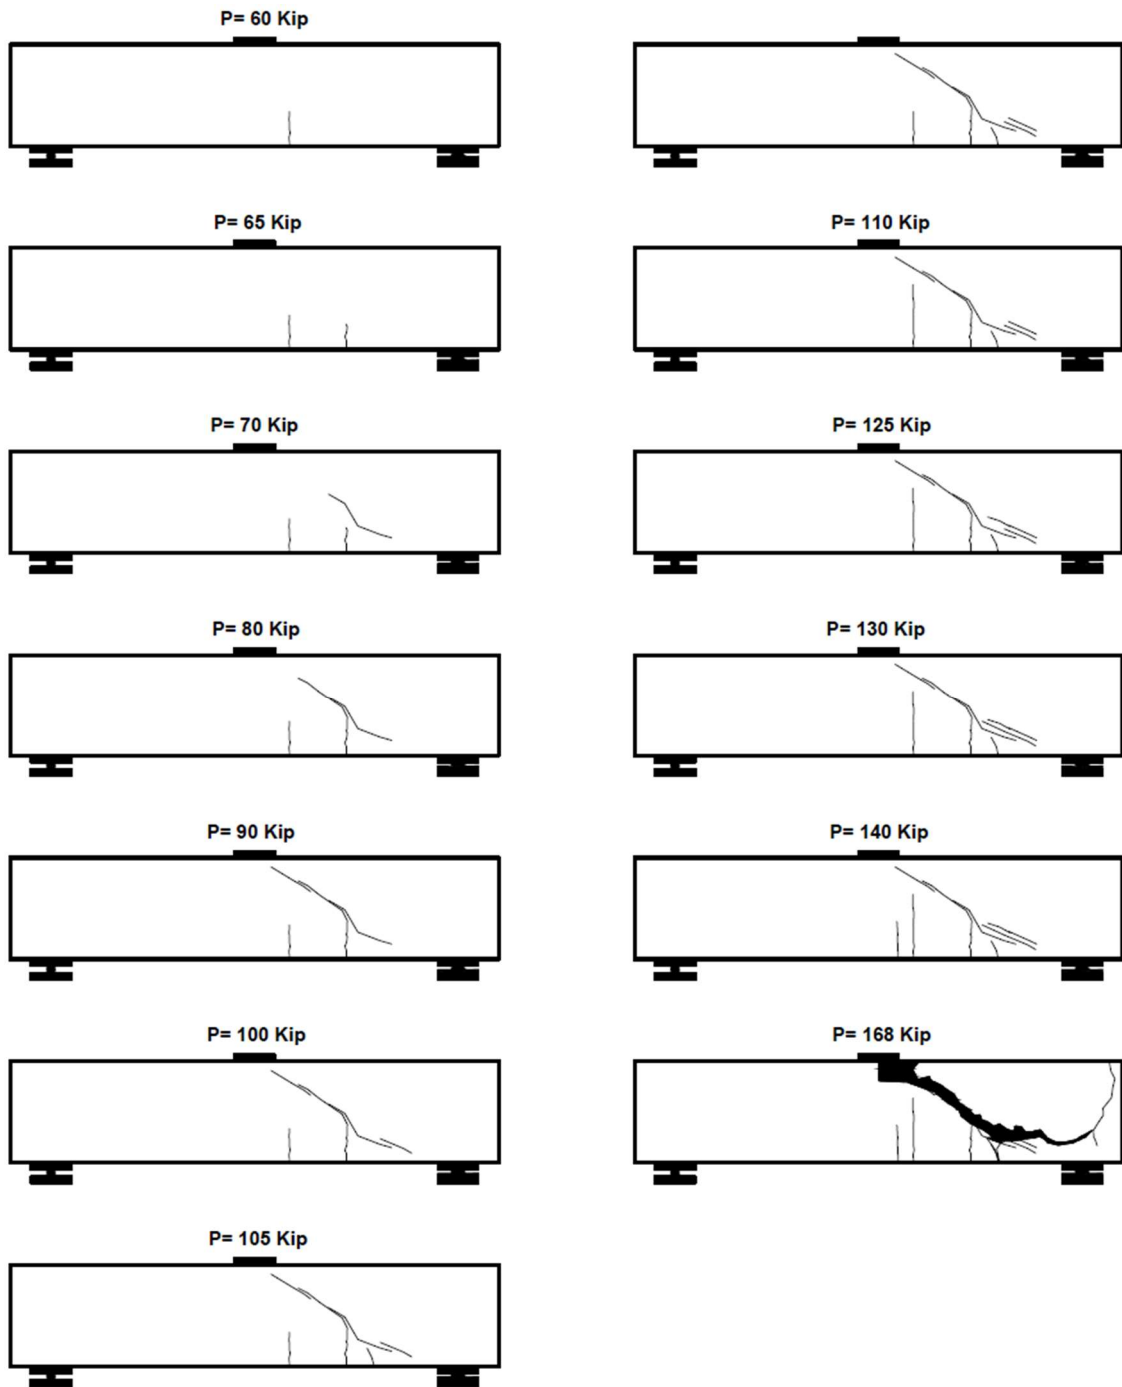 P= 60 Kip
P= 65 Kip
P= 70 Kip
P= 80 Kip
P= 90 Kip
P= 100 Kip
P= 105 Kip
P= 110 Kip
P= 125 Kip
P= 130 Kip
P= 140 Kip
P= 168 Kip